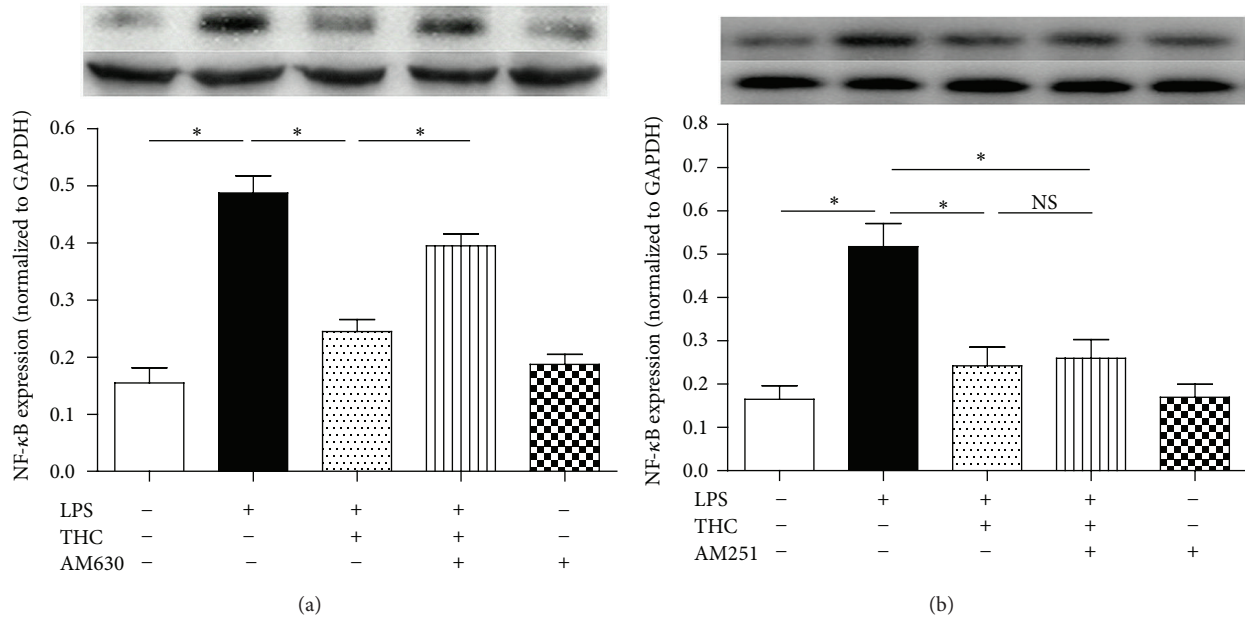 NF-κB expression (normalized to GAPDH)
0.6
0.5
0.4
0.3
0.2
0.1
0.0
* * *
LPS − + + + −
THC − − + + −
AM630 − − − + +
(a)
NF-κB expression (normalized to GAPDH)
0.8
0.7
0.6
0.5
0.4
0.3
0.2
0.1
0.0
*
* * NS
LPS − + + + −
THC − − + + −
AM251 − − − + +
(b)